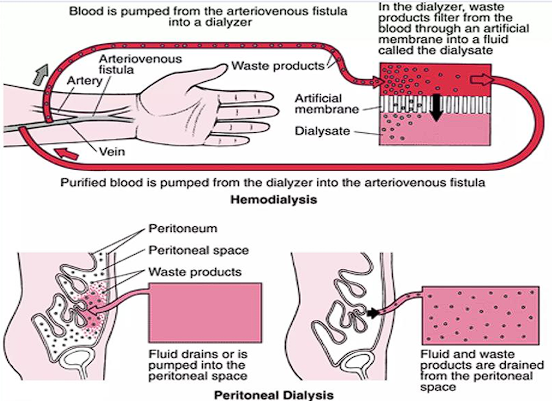 Blood is pumped from the arteriovenous fistula
into a dialyzer
In the dialyzer, waste
products filter from the
blood through an artificial
membrane into a fluid
called the dialysate
Arteriovenous
fistula
Artery
Waste products
Artificial
membrane
Dialysate
Vein
Purified blood is pumped from the dialyzer into the arteriovenous fistula
Hemodialysis
Peritoneum
Peritoneal space
Waste products
Fluid drains or is
pumped into the
peritoneal space
Fluid and waste
products are drained
from the peritoneal
space
Peritoneal Dialysis